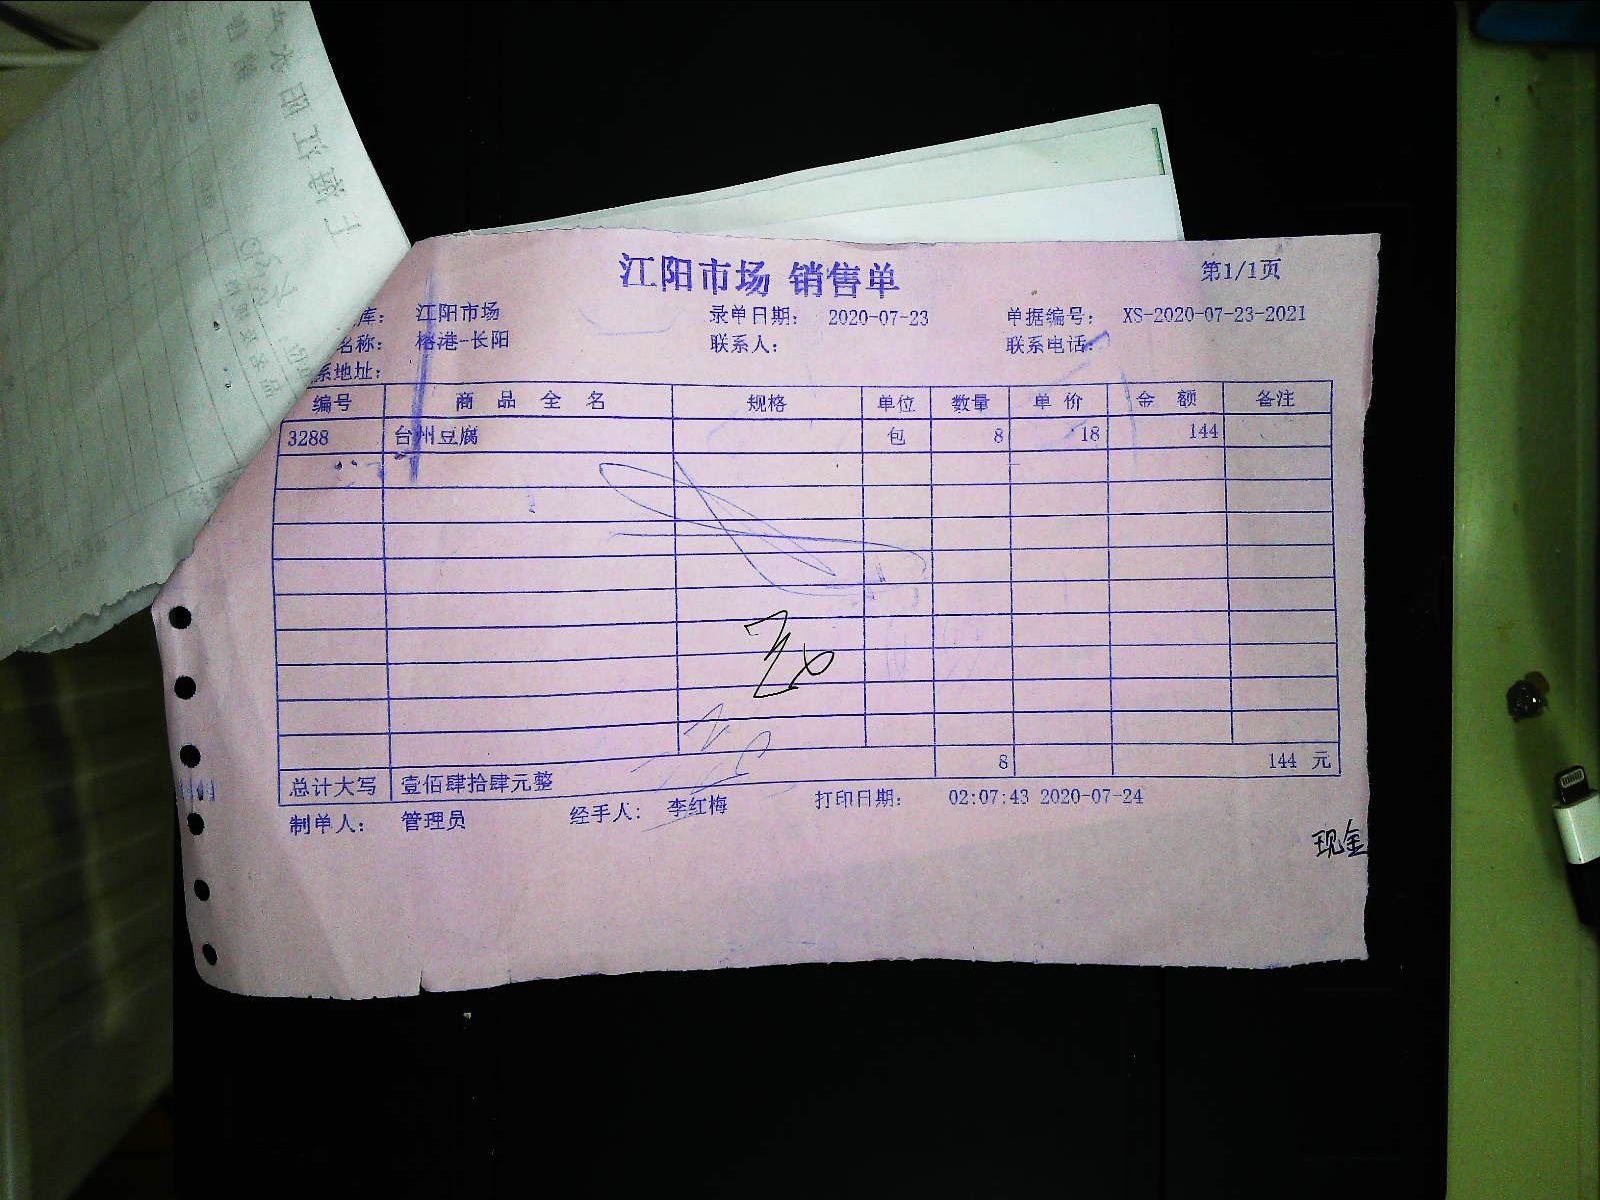 江阳市场 销售单
第1/1页
库： 江阳市场 录单日期： 2020-07-23 单据编号： XS-2020-07-23-2021
名称： 榕港-长阳 联系人： 联系电话：
系地址：
编号 商品全名 规格 单位 数量 单价 金额 备注
3288 台州豆腐 包 8 18 144
8 144 元
总计大写 壹佰肆拾肆元整
制单人： 管理员 经手人： 李红梅 打印日期： 02:07:43 2020-07-24
现金